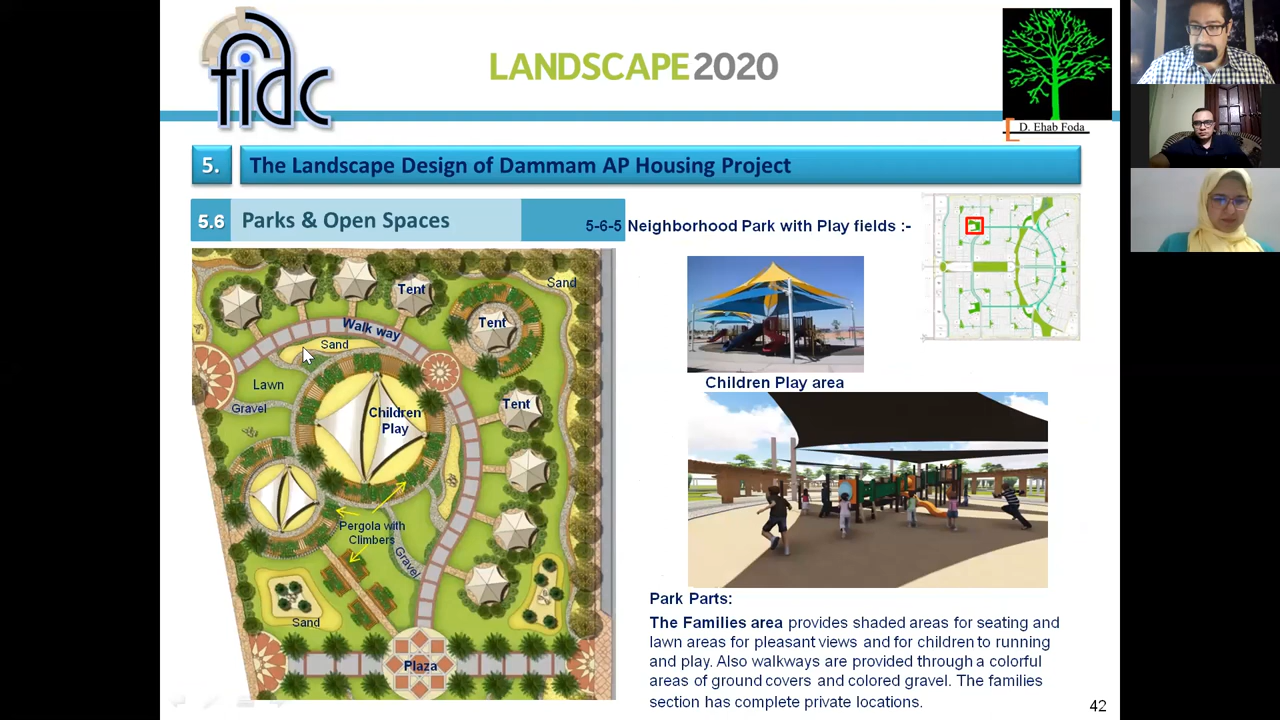 fidc
LANDSCAPE2020
D. Ehab Foda
5. The Landscape Design of Dammam AP Housing Project
5.6 Parks & Open Spaces
5-6-5 Neighborhood Park with Play fields :-
Tent
Sand
Tent
Walk way
Sand
Lawn
Gravel
Children
Play
Tent
Pergola with
Climbers
Gravel
Sand
Plaza
Children Play area
Park Parts:
The Families area provides shaded areas for seating and
lawn areas for pleasant views and for children to running
and play. Also walkways are provided through a colorful
areas of ground covers and colored gravel. The families
section has complete private locations.
42